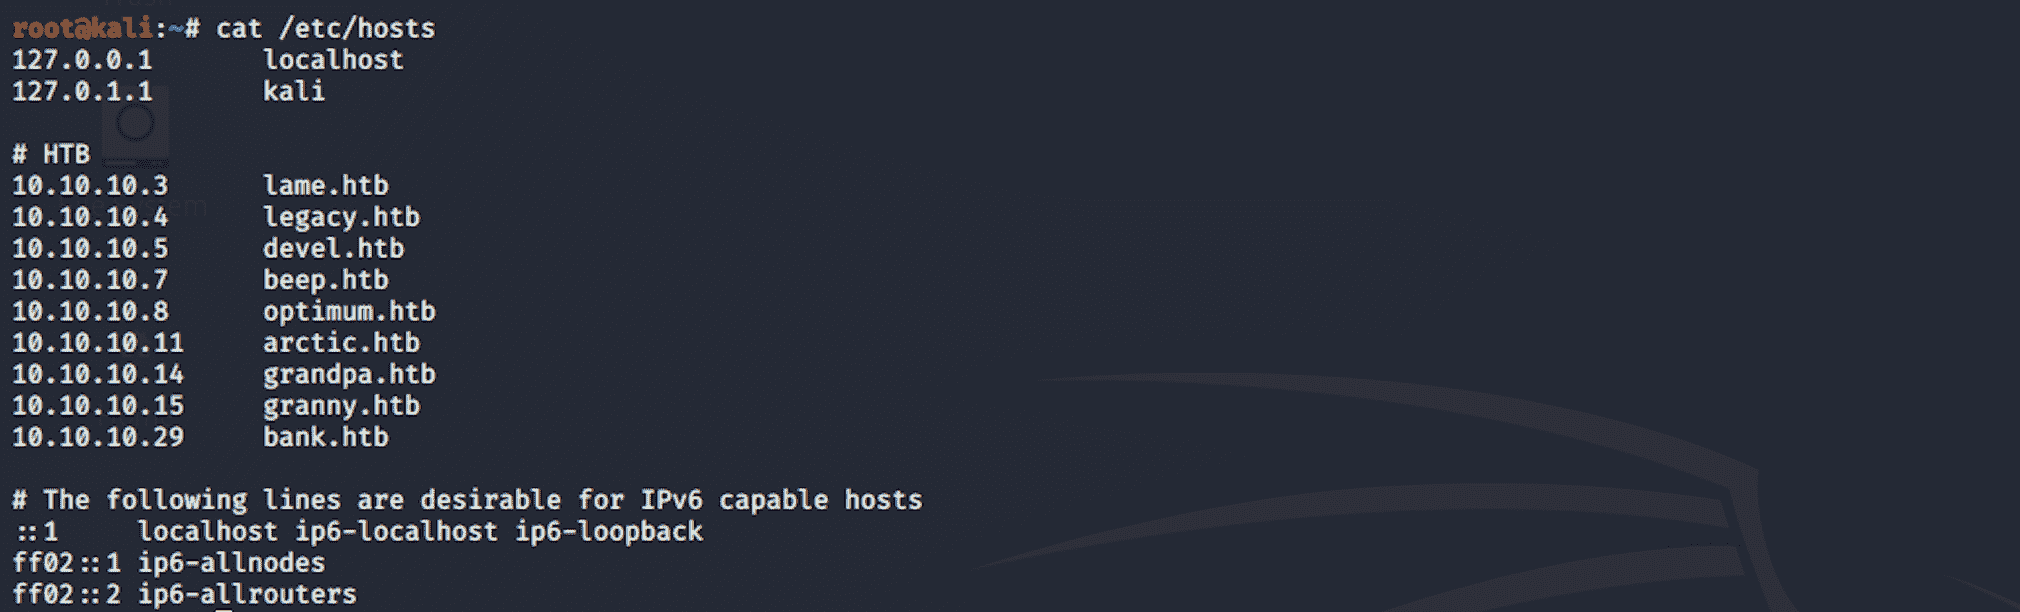 root@kali:~# cat /etc/hosts
127.0.0.1       localhost
127.0.1.1       kali
# HTB
10.10.10.3      lame.htb
10.10.10.4      legacy.htb
10.10.10.5      devel.htb
10.10.10.7      beep.htb
10.10.10.8      optimum.htb
10.10.10.11     arctic.htb
10.10.10.14     grandpa.htb
10.10.10.15     granny.htb
10.10.10.29     bank.htb
# The following lines are desirable for IPv6 capable hosts
::1     localhost ip6-localhost ip6-loopback
ff02::1 ip6-allnodes
ff02::2 ip6-allrouters